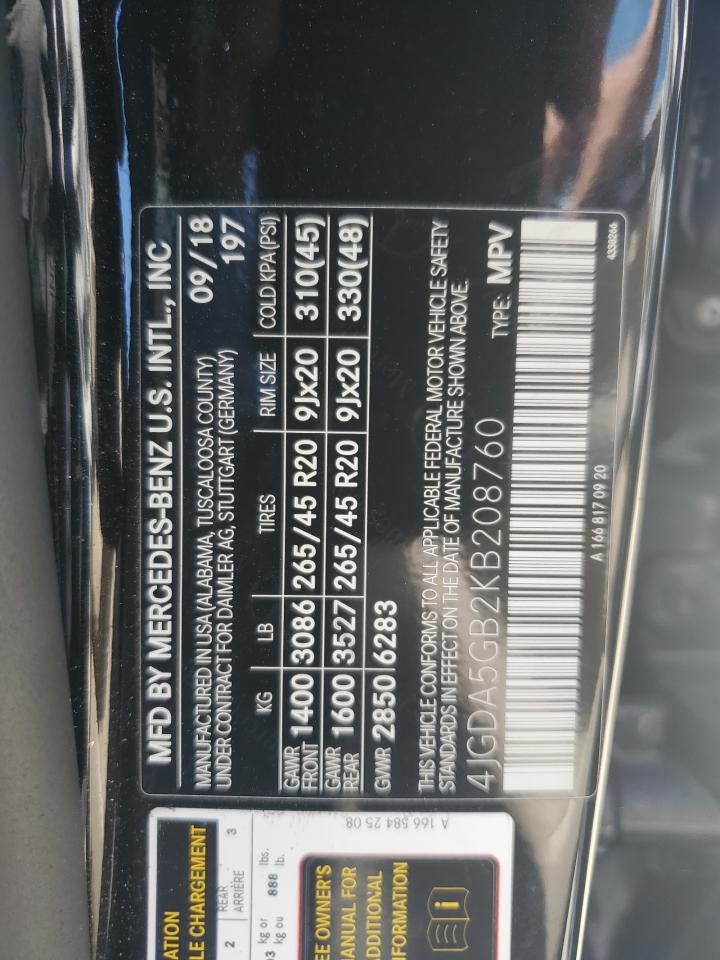 MFD BY MERCEDES-BENZ U.S. INTL., INC
MANUFACTURED IN USA (ALABAMA, TUSCALOOSA COUNTY) 09/18
UNDER CONTRACT FOR DAIMLER AG, STUTTGART (GERMANY) 197
KG LB TIRES RIM SIZE COLD KPA (PSI)
GAWR FRONT 1400 3086 265/45 R20 9Jx20 310(45)
GAWR REAR 1600 3527 265/45 R20 9Jx20 330(48)
GVWR 2850 6283
THIS VEHICLE CONFORMS TO ALL APPLICABLE FEDERAL MOTOR VEHICLE SAFETY
STANDARDS IN EFFECT ON THE DATE OF MANUFACTURE SHOWN ABOVE.
4JGDA5GB2KB208760 TYPE: MPV
A 166 817 09 20
4338266
LE CHARGEMENT
2 REAR ARRIÈRE 3
kg or 888 lbs.
kg ou lb.
OWNER'S
FOR
INFORMATION
A 166 584 25 08